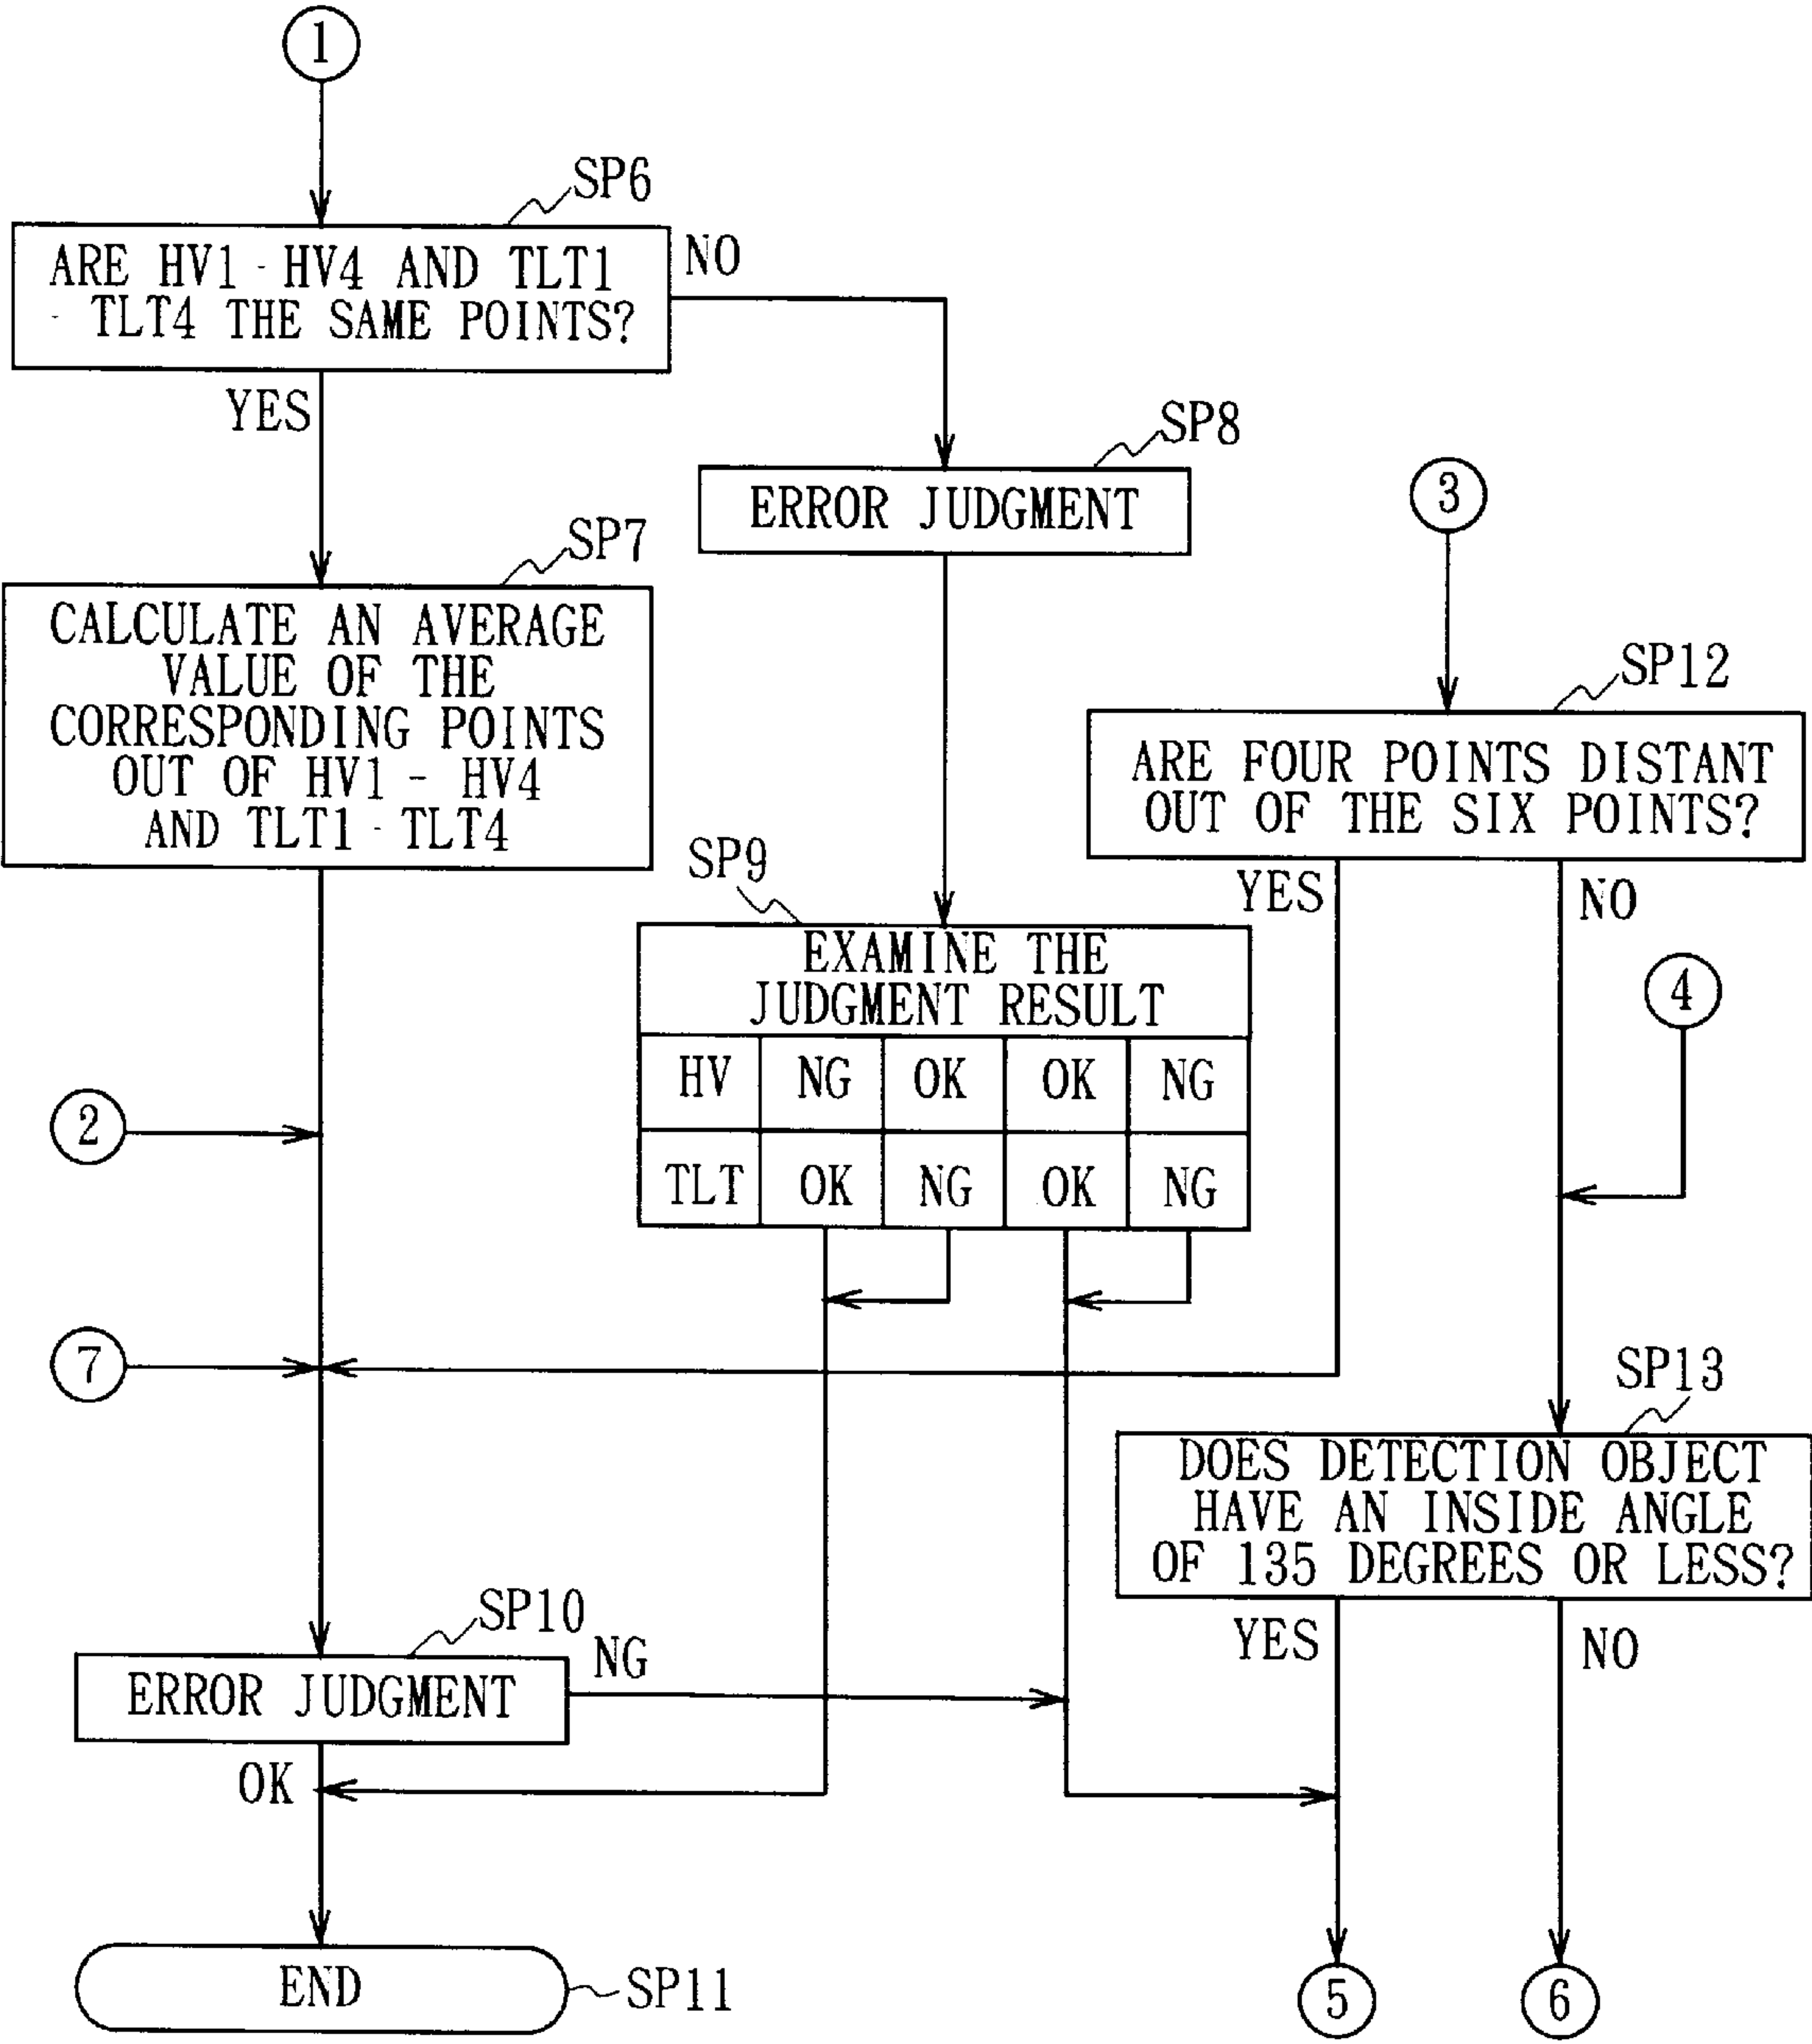 1
SP6
ARE HV1 - HV4 AND TLT1
- TLT4 THE SAME POINTS?
NO
YES
SP8
ERROR JUDGMENT
3
SP7
CALCULATE AN AVERAGE
VALUE OF THE
CORRESPONDING POINTS
OUT OF HV1 - HV4
AND TLT1 - TLT4
SP12
ARE FOUR POINTS DISTANT
OUT OF THE SIX POINTS?
YES
NO
SP9
EXAMINE THE
JUDGMENT RESULT
HV NG OK OK NG
TLT OK NG OK NG
4
2
7
SP13
DOES DETECTION OBJECT
HAVE AN INSIDE ANGLE
OF 135 DEGREES OR LESS?
YES
NO
SP10
ERROR JUDGMENT
NG
OK
END
SP11
5
6